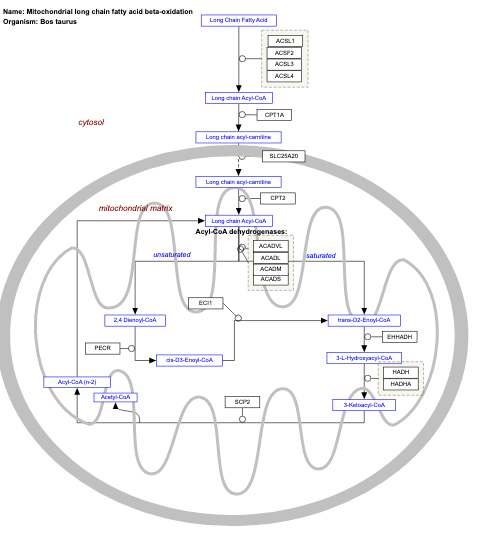 Name: Mitochondrial long chain fatty acid beta-oxidation
Organism: Bos taurus
Long Chain Fatty Acid
ACSL1
ACSF2
ACSL3
ACSL4
Long chain Acyl-CoA
CPT1A
cytosol
Long chain acyl-carnitine
SLC25A20
Long chain acyl-carnitine
CPT2
mitochondrial matrix
Long chain Acyl-CoA
Acyl-CoA dehydrogenases:
ACADVL
unsaturated
saturated
ACADL
ACADM
ACADS
ECI1
2,4 Dienoyl-CoA
trans-D2-Enoyl-CoA
EHHADH
PECR
cis-D3-Enoyl-CoA
3-L-Hydroxyacyl-CoA
HADH
Acyl-CoA (n-2)
HADHA
Acetyl-CoA
SCP2
3-Ketoacyl-CoA